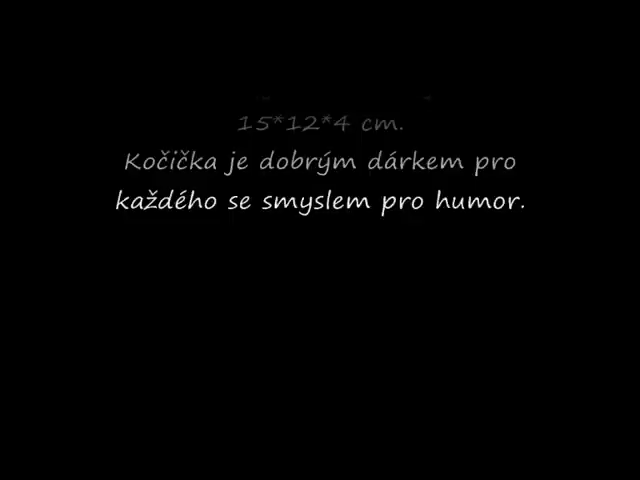 15*12*4 cm.
Kočička je dobrým dárkem pro
každého se smyslem pro humor.